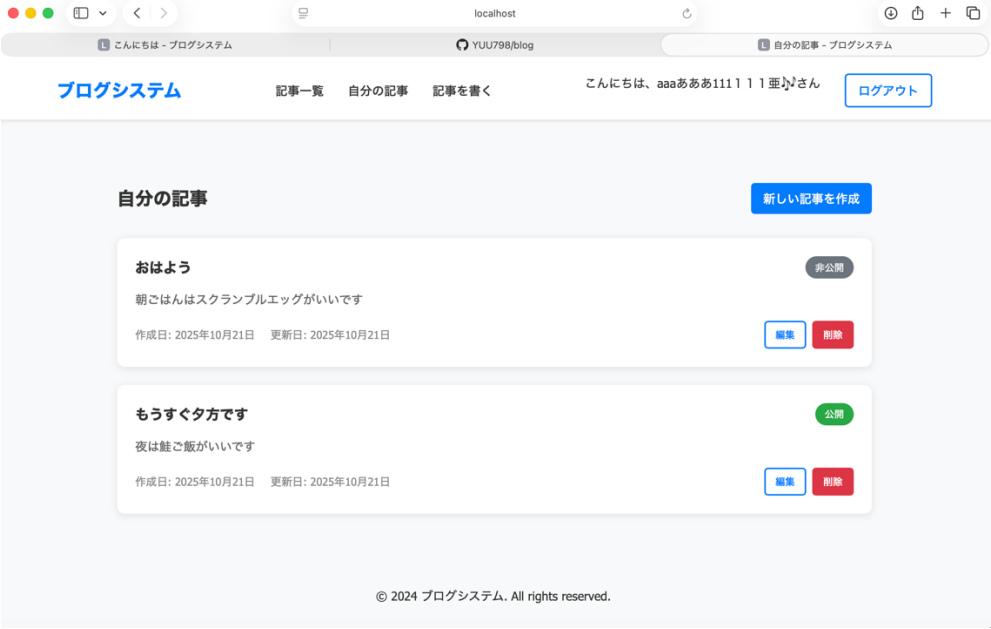 localhost
L こんにちは - ブログシステム
YUU798/blog
L 自分の記事 - ブログシステム
ブログシステム
記事一覧
自分の記事
記事を書く
こんにちは、aaaあああ111１１１亜🎶さん
ログアウト
自分の記事
新しい記事を作成
おはよう
非公開
朝ごはんはスクランブルエッグがいいです
作成日: 2025年10月21日 更新日: 2025年10月21日
編集
削除
もうすぐ夕方です
公開
夜は鮭ご飯がいいです
作成日: 2025年10月21日 更新日: 2025年10月21日
編集
削除
© 2024 ブログシステム. All rights reserved.